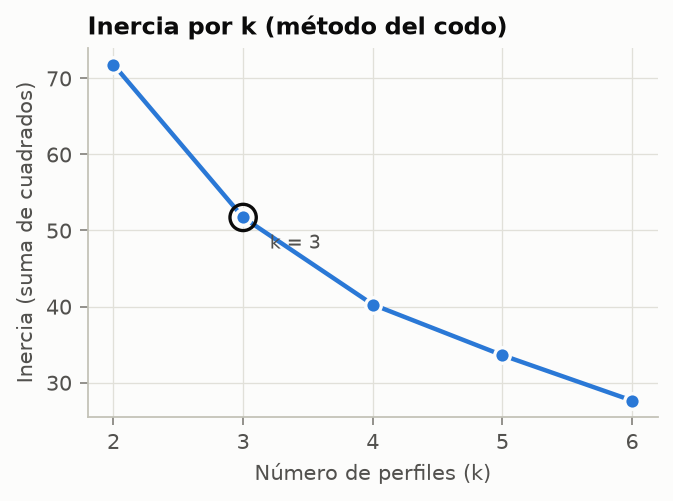 Inercia por k (método del codo)
Inercia (suma de cuadrados)
70
60
50
40
30
k = 3
2 3 4 5 6
Número de perfiles (k)